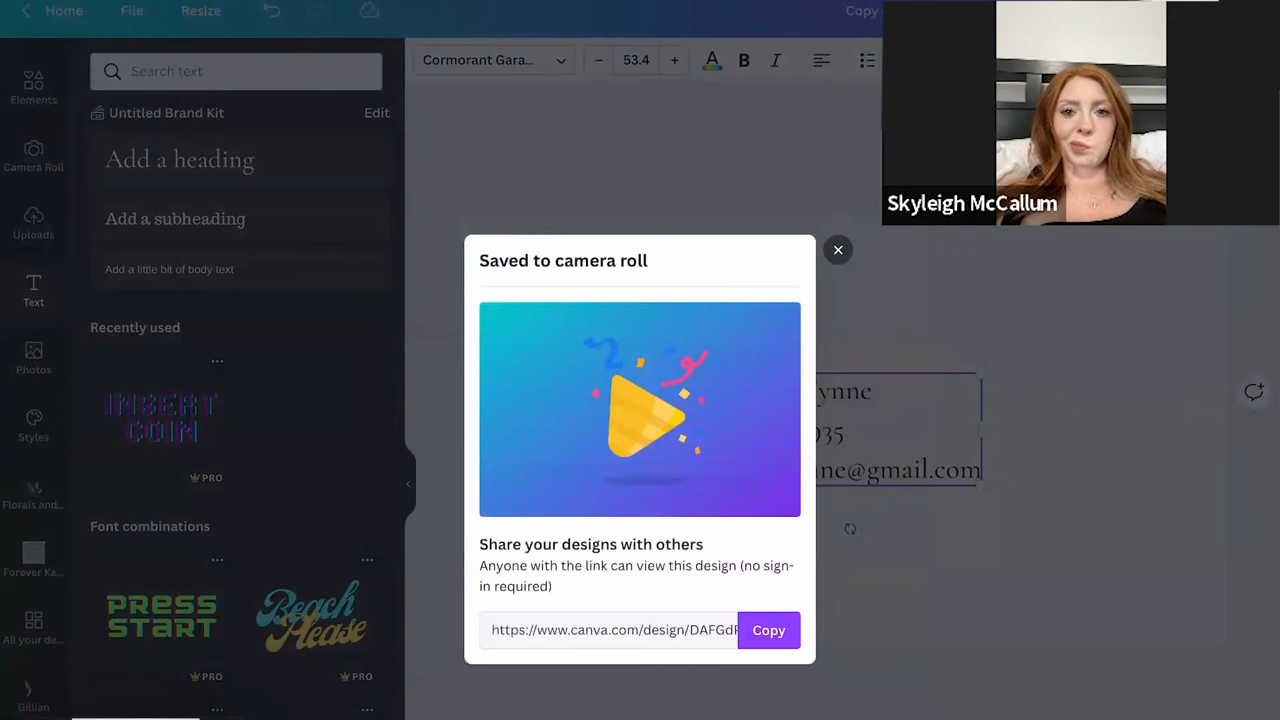 Home File Resize Copy
Search text
Cormorant Gara... − 53.4 + A B I
Untitled Brand Kit Edit
Elements
Camera Roll
Uploads
Text
Photos
Styles
Florals and...
Forever Ka...
All your de...
Gillian
Add a heading
Add a subheading
Add a little bit of body text
Recently used
INSERT
COIN
PRO
Font combinations
PRESS
START
PRO
Beach
Please
PRO
Skyleigh McCallum
Saved to camera roll
Share your designs with others
Anyone with the link can view this design (no sign-
in required)
https://www.canva.com/design/DAFGdF Copy
ynne
035
ne@gmail.com